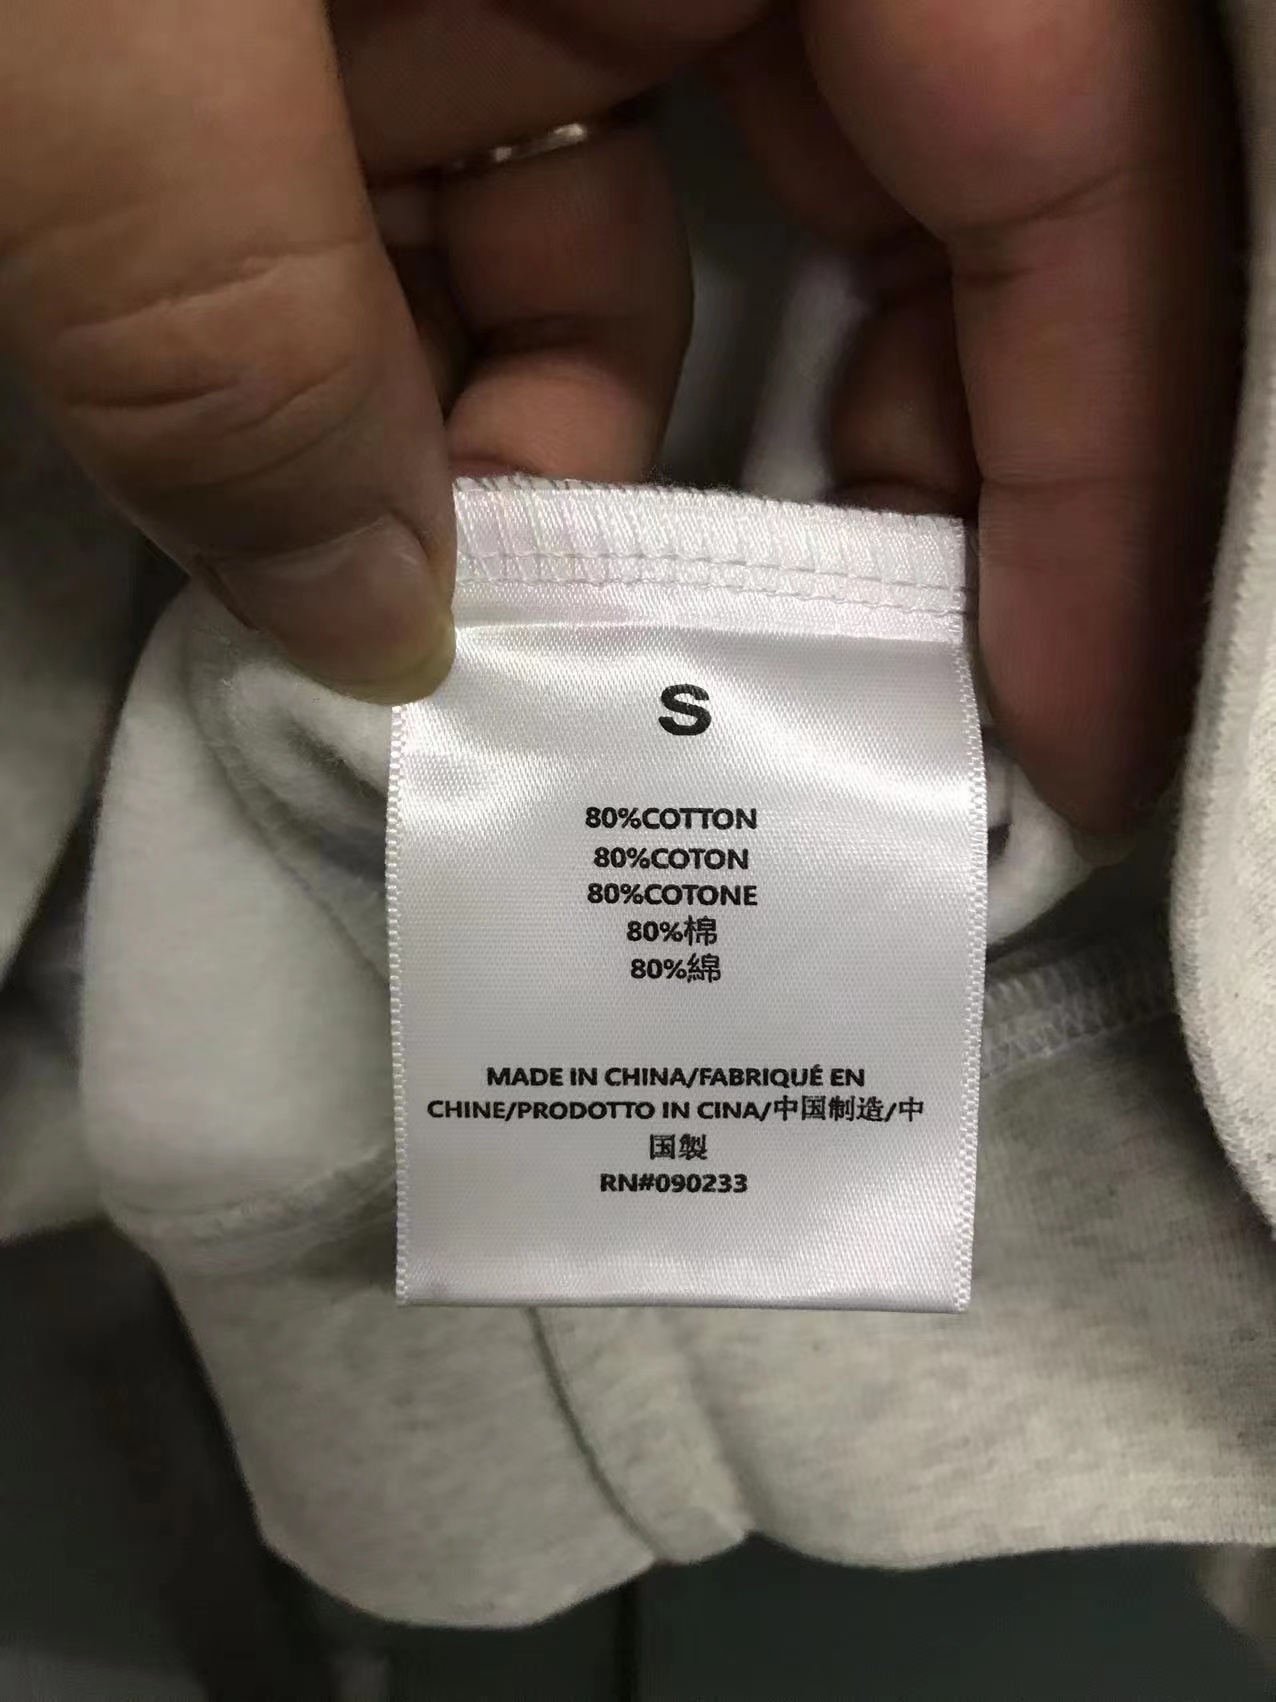 S
80%COTTON
80%COTON
80%COTONE
80%棉
80%綿
MADE IN CHINA/FABRIQUÉ EN
CHINE/PRODOTTO IN CINA/中国制造/中
国製
RN#090233